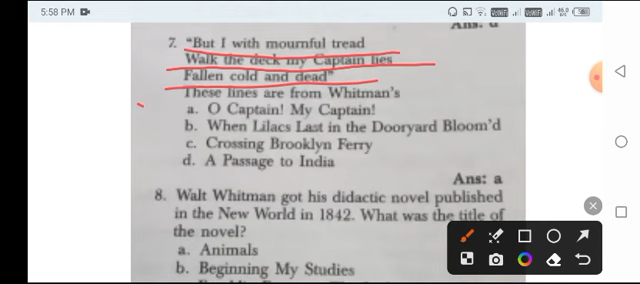 5:58 PM
Ans: d
7. "But I with mournful tread
Walk the deck my Captain lies
Fallen cold and dead"
These lines are from Whitman's
a. O Captain! My Captain!
b. When Lilacs Last in the Dooryard Bloom'd
c. Crossing Brooklyn Ferry
d. A Passage to India
Ans: a
8. Walt Whitman got his didactic novel published
in the New World in 1842. What was the title of
the novel?
a. Animals
b. Beginning My Studies